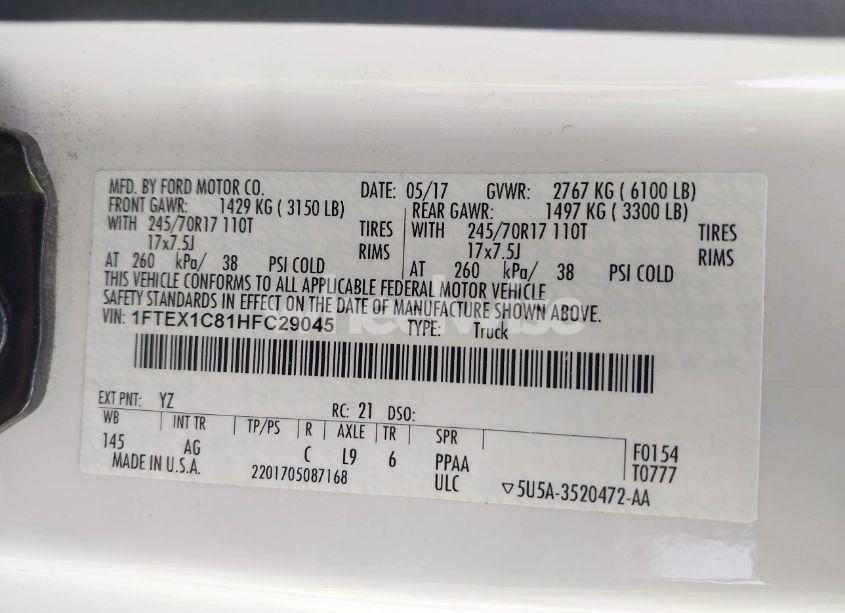 MFD. BY FORD MOTOR CO. DATE: 05/17 GVWR: 2767 KG ( 6100 LB)
FRONT GAWR: 1429 KG ( 3150 LB) REAR GAWR: 1497 KG ( 3300 LB)
WITH 245/70R17 110T TIRES WITH 245/70R17 110T TIRES
17x7.5J RIMS 17x7.5J RIMS
AT 260 kPa/ 38 PSI COLD AT 260 kPa/ 38 PSI COLD
THIS VEHICLE CONFORMS TO ALL APPLICABLE FEDERAL MOTOR VEHICLE
SAFETY STANDARDS IN EFFECT ON THE DATE OF MANUFACTURE SHOWN ABOVE.
VIN: 1FTEX1C81HFC29045 TYPE: Truck
EXT PNT: YZ RC: 21 DSO:
WB INT TR TP/PS R AXLE TR SPR
145 AG C L9 6 PPAA F0154
MADE IN U.S.A. 2201705087168 ULC T0777
▽5U5A-3520472-AA